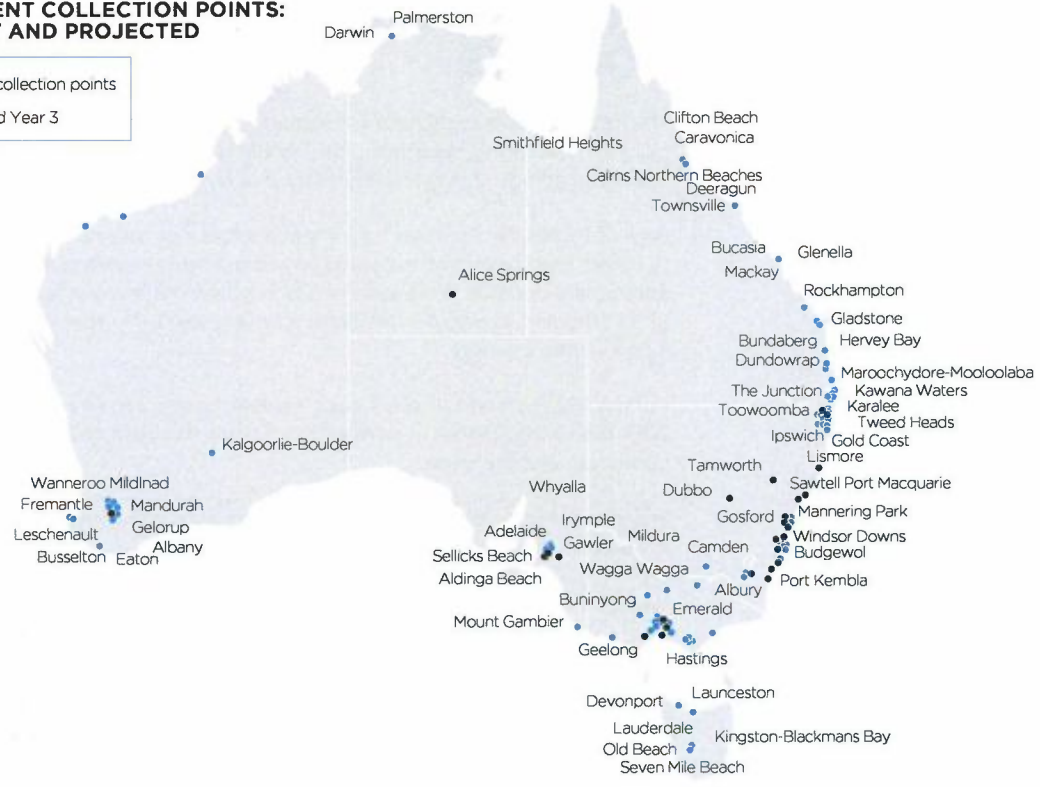 ENT COLLECTION POINTS:
AND PROJECTED
collection points
Year 3
Palmerston
Darwin
Clifton Beach
Smithfield Heights
Caravonica
Cairns Northern Beaches
Deeragun
Townsville
Bucasia
Glenella
Mackay
Alice Springs
Rockhampton
Gladstone
Bundaberg
Hervey Bay
Dundowrap
Maroochydore-Mooloolaba
The Junction
Kawana Waters
Toowoomba
Karalee
Tweed Heads
Ipswich
Gold Coast
Kalgoorlie-Boulder
Lismore
Tamworth
Wanneroo Mildlnad
Whyalla
Dubbo
Sawtell Port Macquarie
Fremantle
Mandurah
Gosford
Mannering Park
Leschenault
Gelorup
Adelaide
Irymple
Mildura
Windsor Downs
Busselton
Eaton
Albany
Sellicks Beach
Gawler
Camden
Budgewol
Aldinga Beach
Wagga Wagga
Albury
Port Kembla
Buninyong
Emerald
Mount Gambier
Geelong
Hastings
Devonport
Launceston
Lauderdale
Kingston-Blackmans Bay
Old Beach
Seven Mile Beach